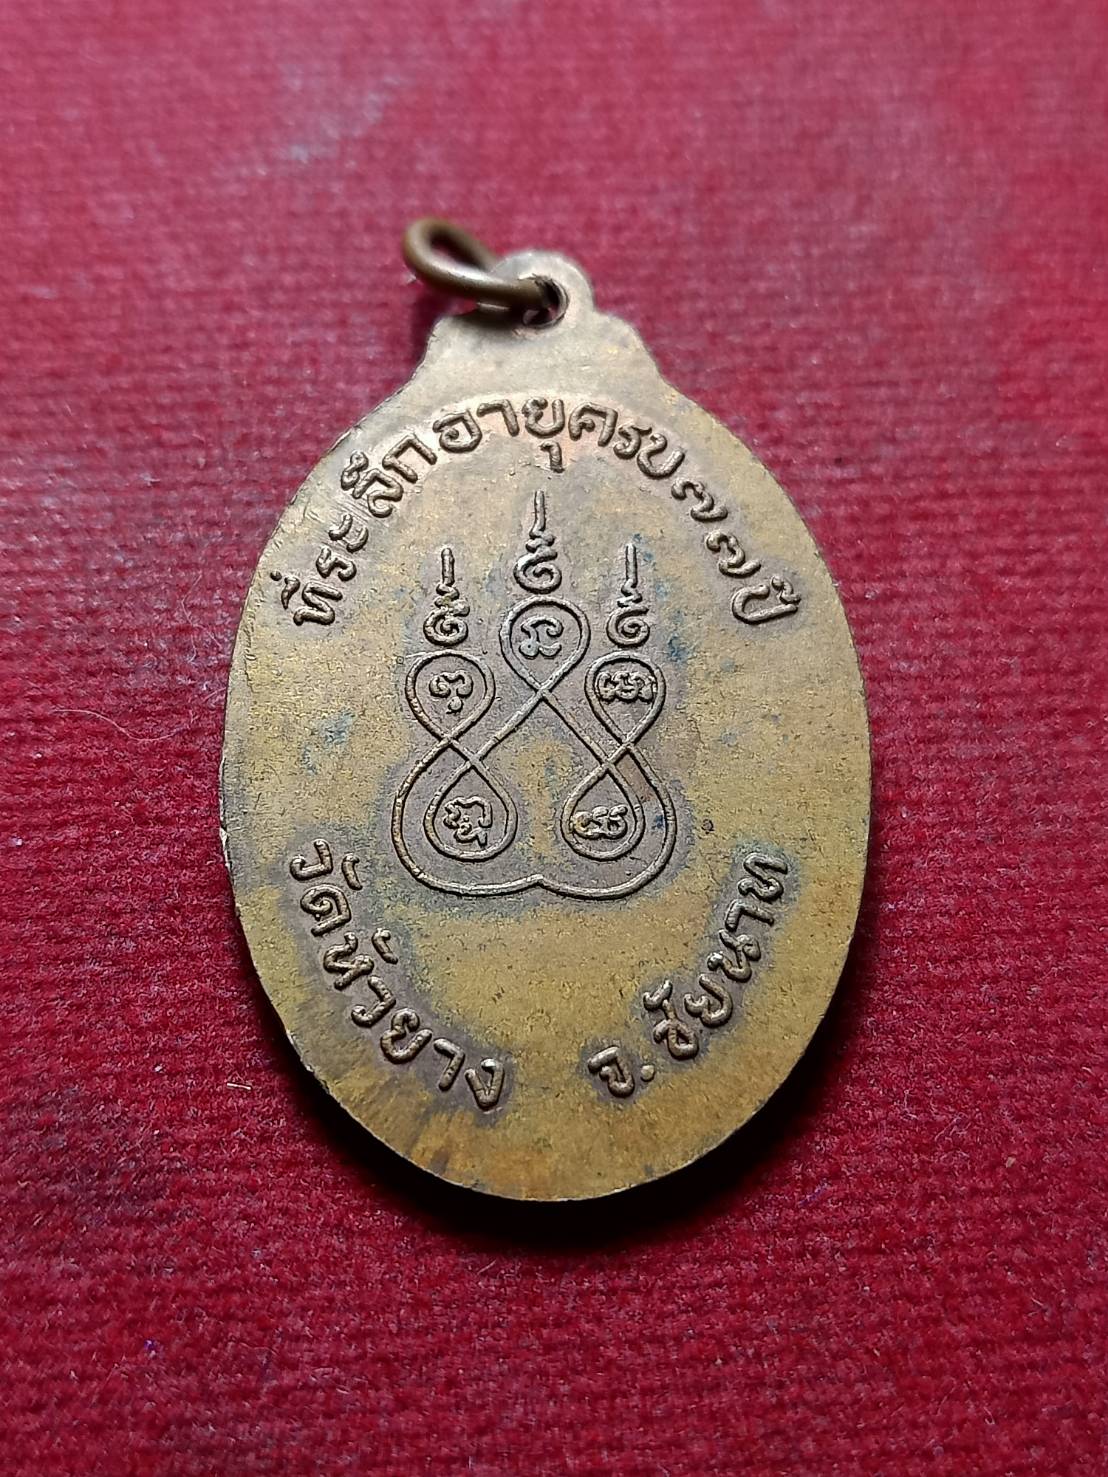 ที่ระลึกอายุครบ๗๗ปี
วัดหัวยาง
จ.ชัยนาท